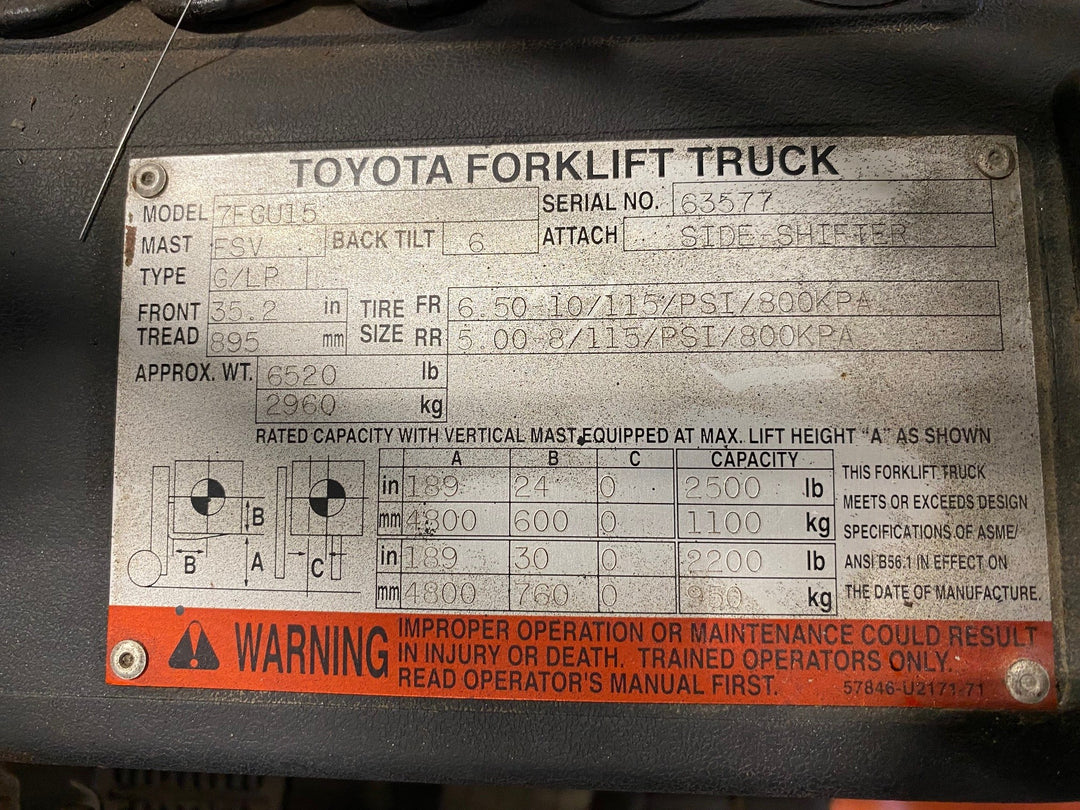 TOYOTA FORKLIFT TRUCK
MODEL 7FGU15 SERIAL NO. 63577
MAST FSV BACK TILT 6 ATTACH SIDE-SHIFTER
TYPE G/LP
FRONT TREAD 35.2 in TIRE SIZE FR 6.50-10/115/PSI/800KPA
895 mm RR 5.00-8/115/PSI/800KPA
APPROX. WT. 6520 lb
2960 kg
RATED CAPACITY WITH VERTICAL MAST EQUIPPED AT MAX. LIFT HEIGHT "A" AS SHOWN
A B C CAPACITY
in 189 24 0 2500 lb
mm 4800 600 0 1100 kg
in 189 30 0 2200 lb
mm 4800 760 0 950 kg
B
B A C
THIS FORKLIFT TRUCK
MEETS OR EXCEEDS DESIGN
SPECIFICATIONS OF ASME/
ANSI B56.1 IN EFFECT ON
THE DATE OF MANUFACTURE.
WARNING
IMPROPER OPERATION OR MAINTENANCE COULD RESULT
IN INJURY OR DEATH. TRAINED OPERATORS ONLY.
READ OPERATOR'S MANUAL FIRST.
57846-U2171-71